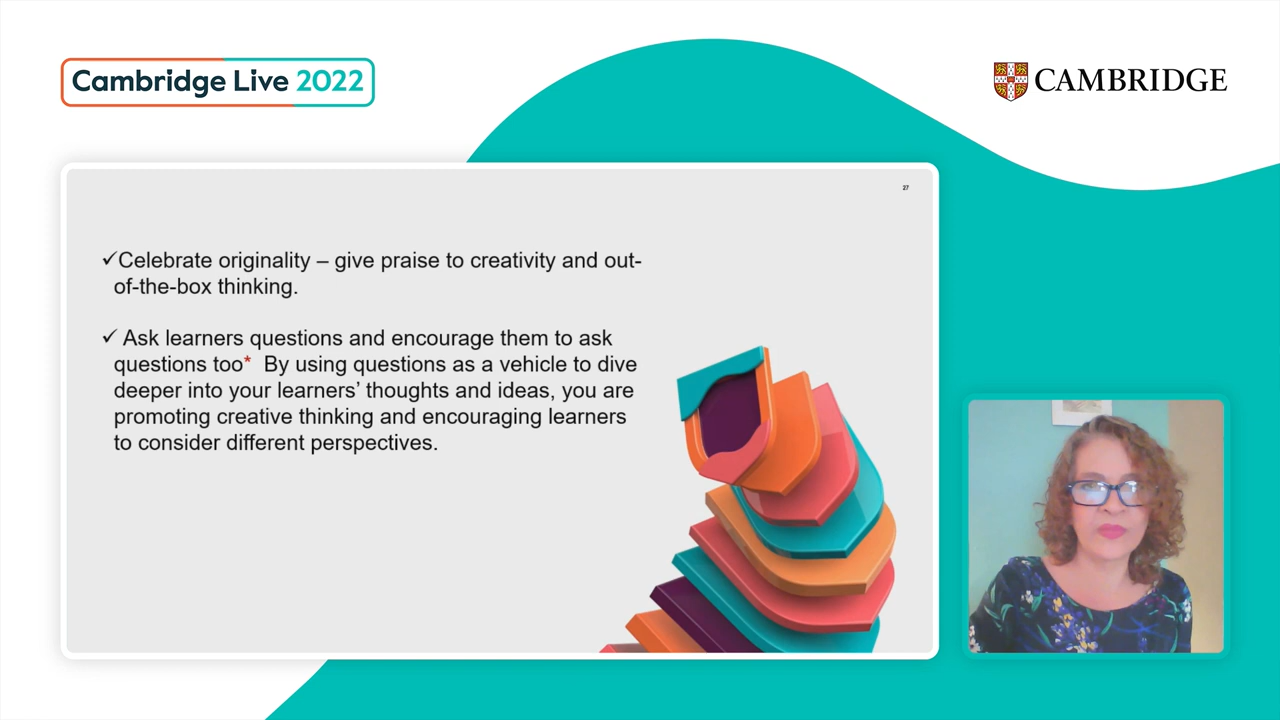 Cambridge Live 2022
CAMBRIDGE
27
✓Celebrate originality – give praise to creativity and out-
of-the-box thinking.
✓ Ask learners questions and encourage them to ask
questions too* By using questions as a vehicle to dive
deeper into your learners’ thoughts and ideas, you are
promoting creative thinking and encouraging learners
to consider different perspectives.